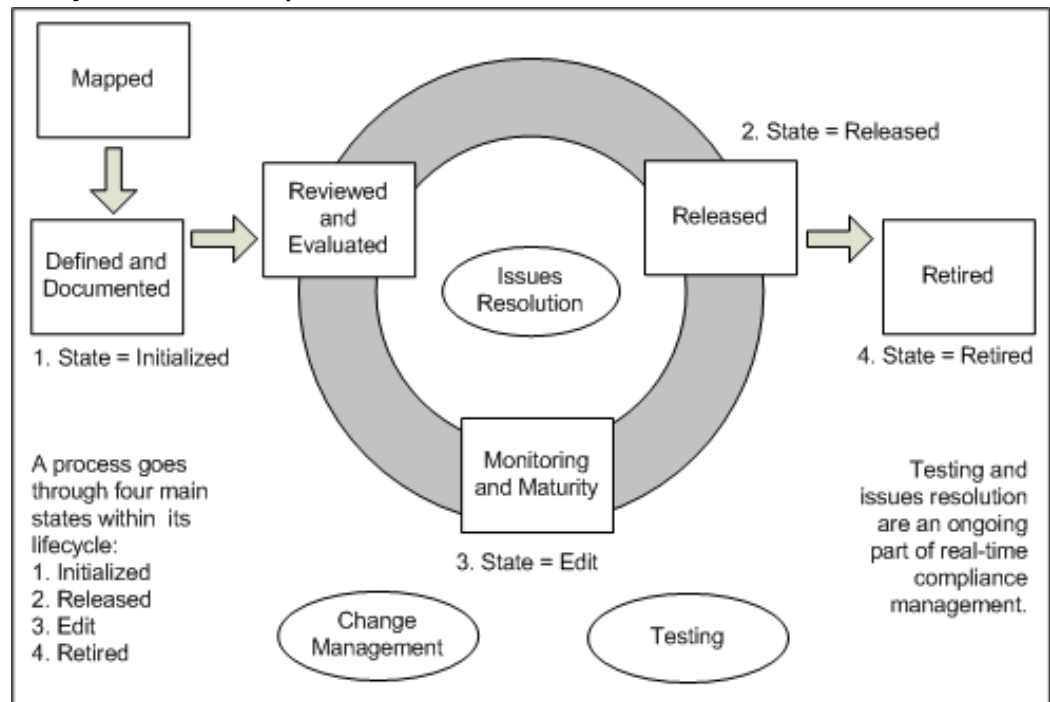 Mapped
2. State = Released
Reviewed
and
Evaluated
Released
Defined and
Documented
Issues
Resolution
Retired
1. State = Initialized
4. State = Retired
Monitoring
and Maturity
3. State = Edit
A process goes
through four main
states within its
lifecycle:
1. Initialized
2. Released
3. Edit
4. Retired
Testing and
issues resolution
are an ongoing
part of real-time
compliance
management.
Change
Management
Testing